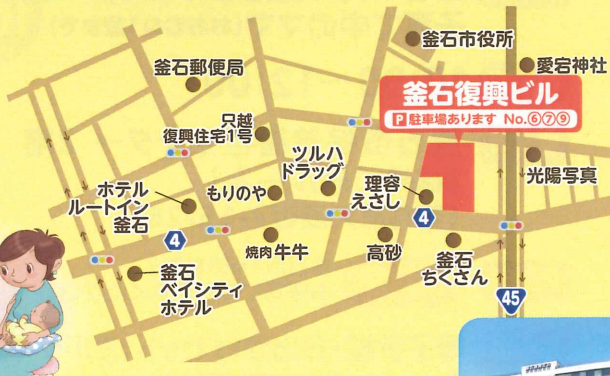 釜石市役所
愛宕神社
釜石郵便局
釜石復興ビル
P 駐車場あります No.⑥⑦⑨
只越
復興住宅1号
ツルハ
ドラッグ
光陽写真
ホテル
ルートイン
釜石
もりのや
理容
えさし
4
4
焼肉牛牛
高砂
釜石
ちくさん
釜石
ベイシティ
ホテル
45